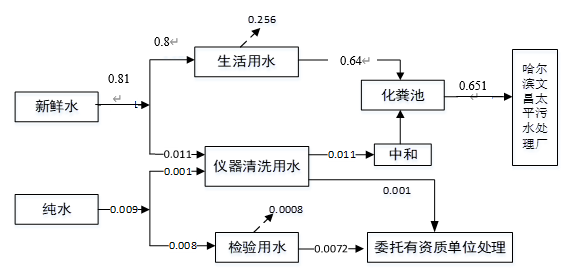 0.256
0.8
生活用水
0.64
0.81
新鲜水
化粪池
0.651
哈尔
滨文
昌太
平污
水处
理厂
0.011
0.001
仪器清洗用水
0.011
中和
0.001
纯水
0.009
0.0008
0.008
检验用水
0.0072
委托有资质单位处理